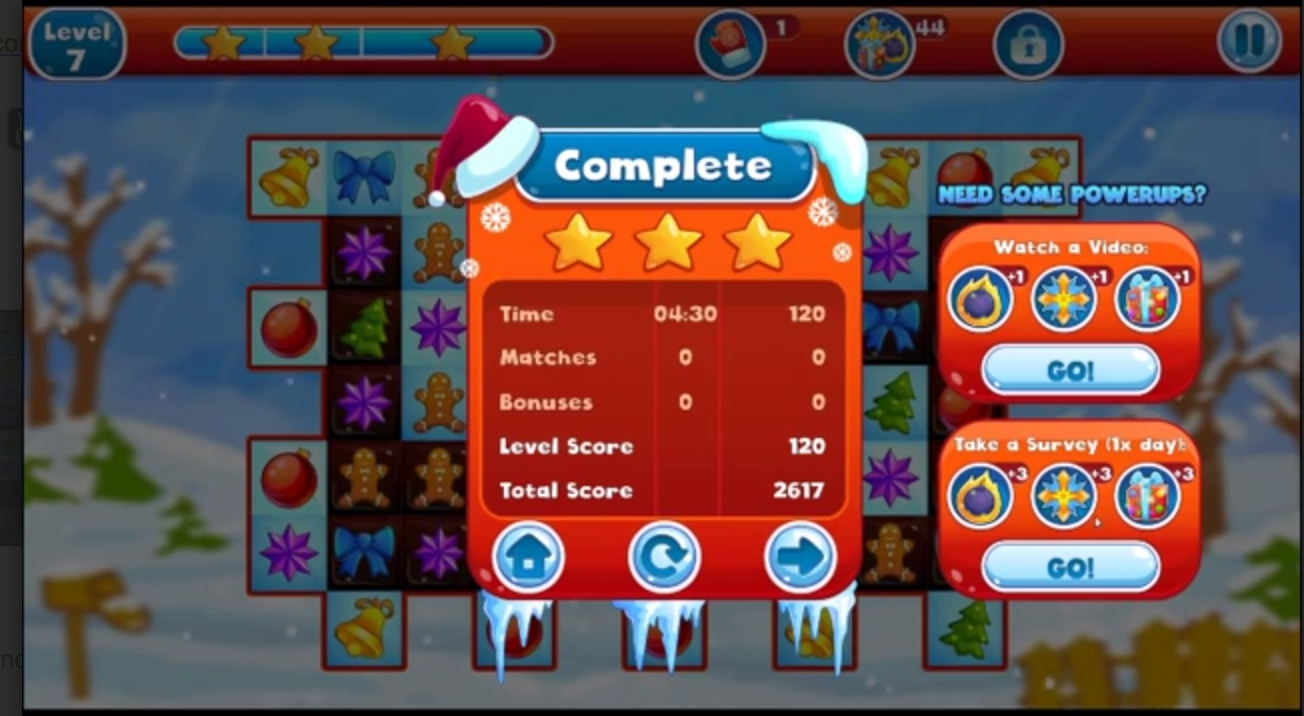 Level
7
1
44
Complete
NEED SOME POWERUPS?
Watch a Video:
+1 +1 +1
GO!
Time 04:30 120
Matches 0 0
Bonuses 0 0
Level Score 120
Total Score 2617
Take a Survey (1x day):
+3 +3 +3
GO!